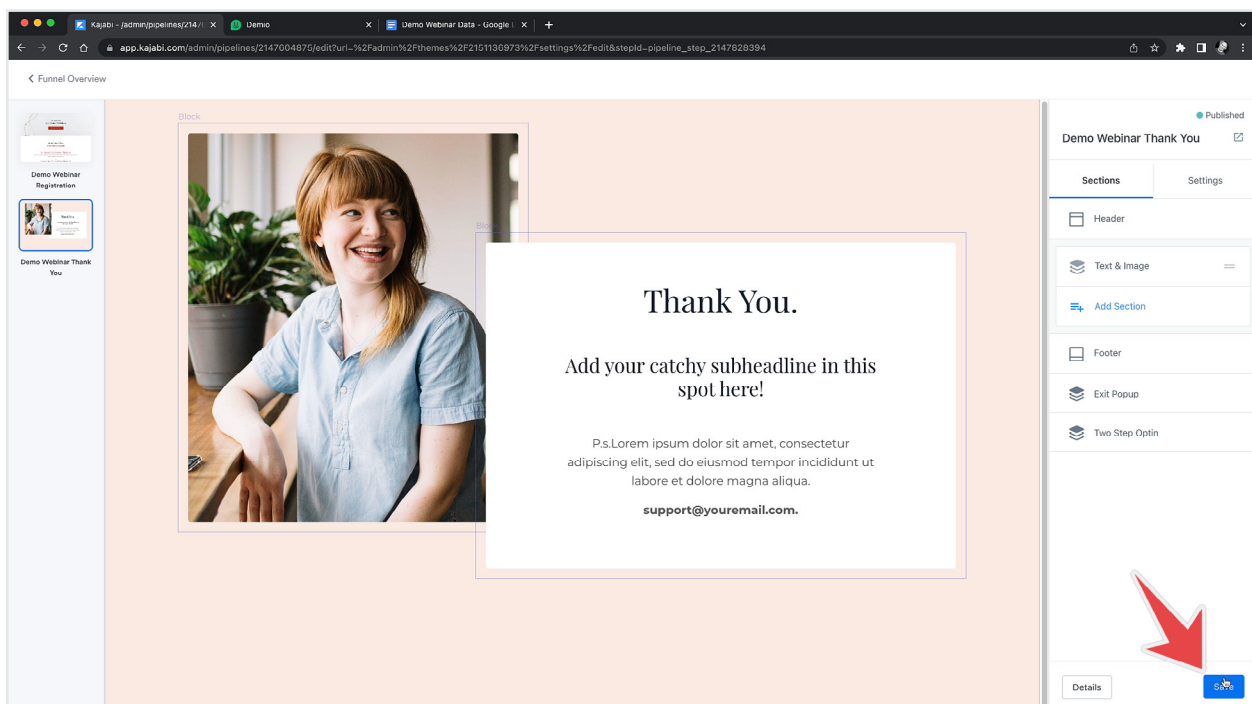 Kajabi - /admin/pipelines/2147
Demio
Demo Webinar Data - Google
app.kajabi.com/admin/pipelines/2147604875/edit?url=%2Fadmin%2Fthemes%2F2151136973%2Fsettings%2Fedit&stepId=pipeline_step_2147828394
Funnel Overview
Published
Demo Webinar Thank You
Sections
Settings
Header
Text & Image
Add Section
Footer
Exit Popup
Two Step Optin
Details
Save
Demo Webinar
Registration
Thank You.
Demo Webinar Thank
You
Block
Thank You.
Add your catchy subheadline in this
spot here!
P.s.Lorem ipsum dolor sit amet, consectetur
adipiscing elit, sed do eiusmod tempor incididunt ut
labore et dolore magna aliqua.
support@youremail.com.